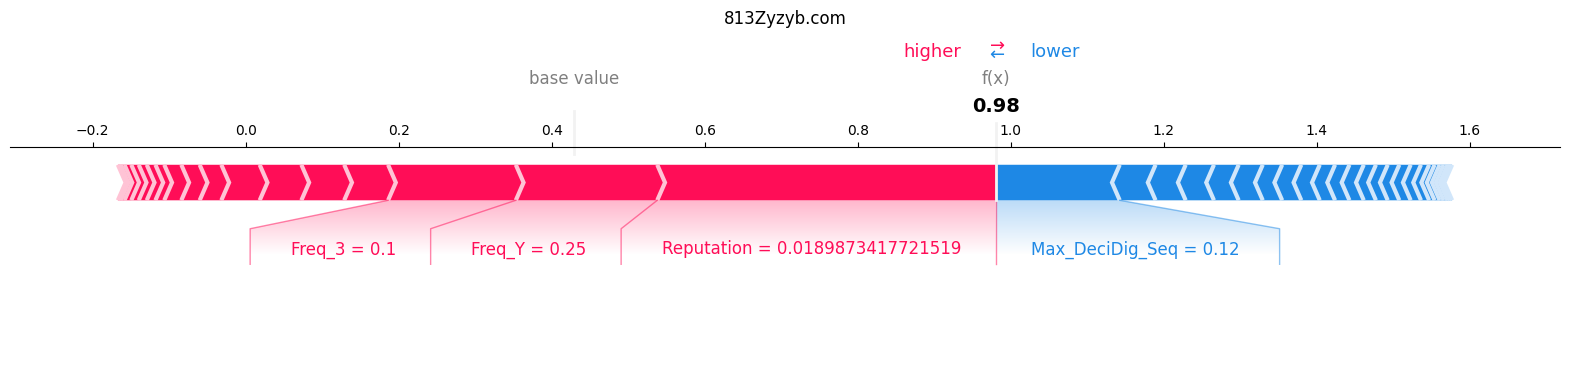 813Zyzyb.com
higher ⇄ lower
base value f(x)
0.98
−0.2 0.0 0.2 0.4 0.6 0.8 1.0 1.2 1.4 1.6
Freq_3 = 0.1 Freq_Y = 0.25 Reputation = 0.0189873417721519 Max_DeciDig_Seq = 0.12